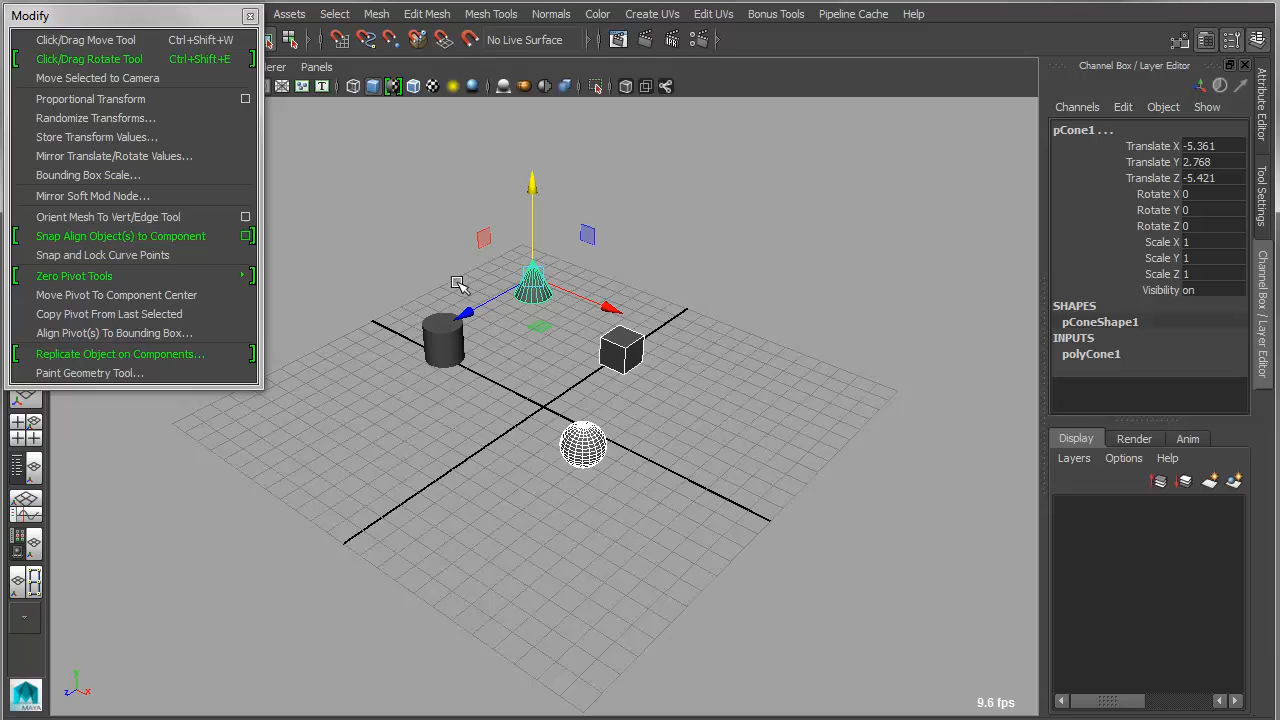 Modify
Assets Select Mesh Edit Mesh Mesh Tools Normals Color Create UVs Edit UVs Bonus Tools Pipeline Cache Help
Click/Drag Move Tool Ctrl+Shift+W
Click/Drag Rotate Tool Ctrl+Shift+E
Move Selected to Camera
Proportional Transform
Randomize Transforms...
Store Transform Values...
Mirror Translate/Rotate Values...
Bounding Box Scale...
Mirror Soft Mod Node...
Orient Mesh To Vert/Edge Tool
Snap Align Object(s) to Component
Snap and Lock Curve Points
Zero Pivot Tools
Move Pivot To Component Center
Copy Pivot From Last Selected
Align Pivot(s) To Bounding Box...
Replicate Object on Components...
Paint Geometry Tool...
No Live Surface
erer Panels
T
Channel Box / Layer Editor
Channels Edit Object Show
pCone1 ...
Translate X -5.361
Translate Y 2.768
Translate Z -5.421
Rotate X 0
Rotate Y 0
Rotate Z 0
Scale X 1
Scale Y 1
Scale Z 1
Visibility on
SHAPES
pConeShape1
INPUTS
polyCone1
Display Render Anim
Layers Options Help
Attribute Editor
Tool Settings
Channel Box / Layer Editor
y
z
x
MAYA
9.6 fps